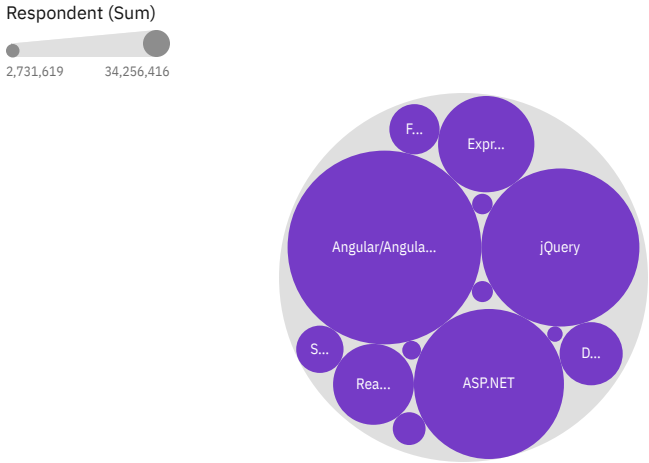 Respondent (Sum)
2,731,619 34,256,416
F...
Expr...
Angular/Angula...
jQuery
S...
D...
Rea...
ASP.NET